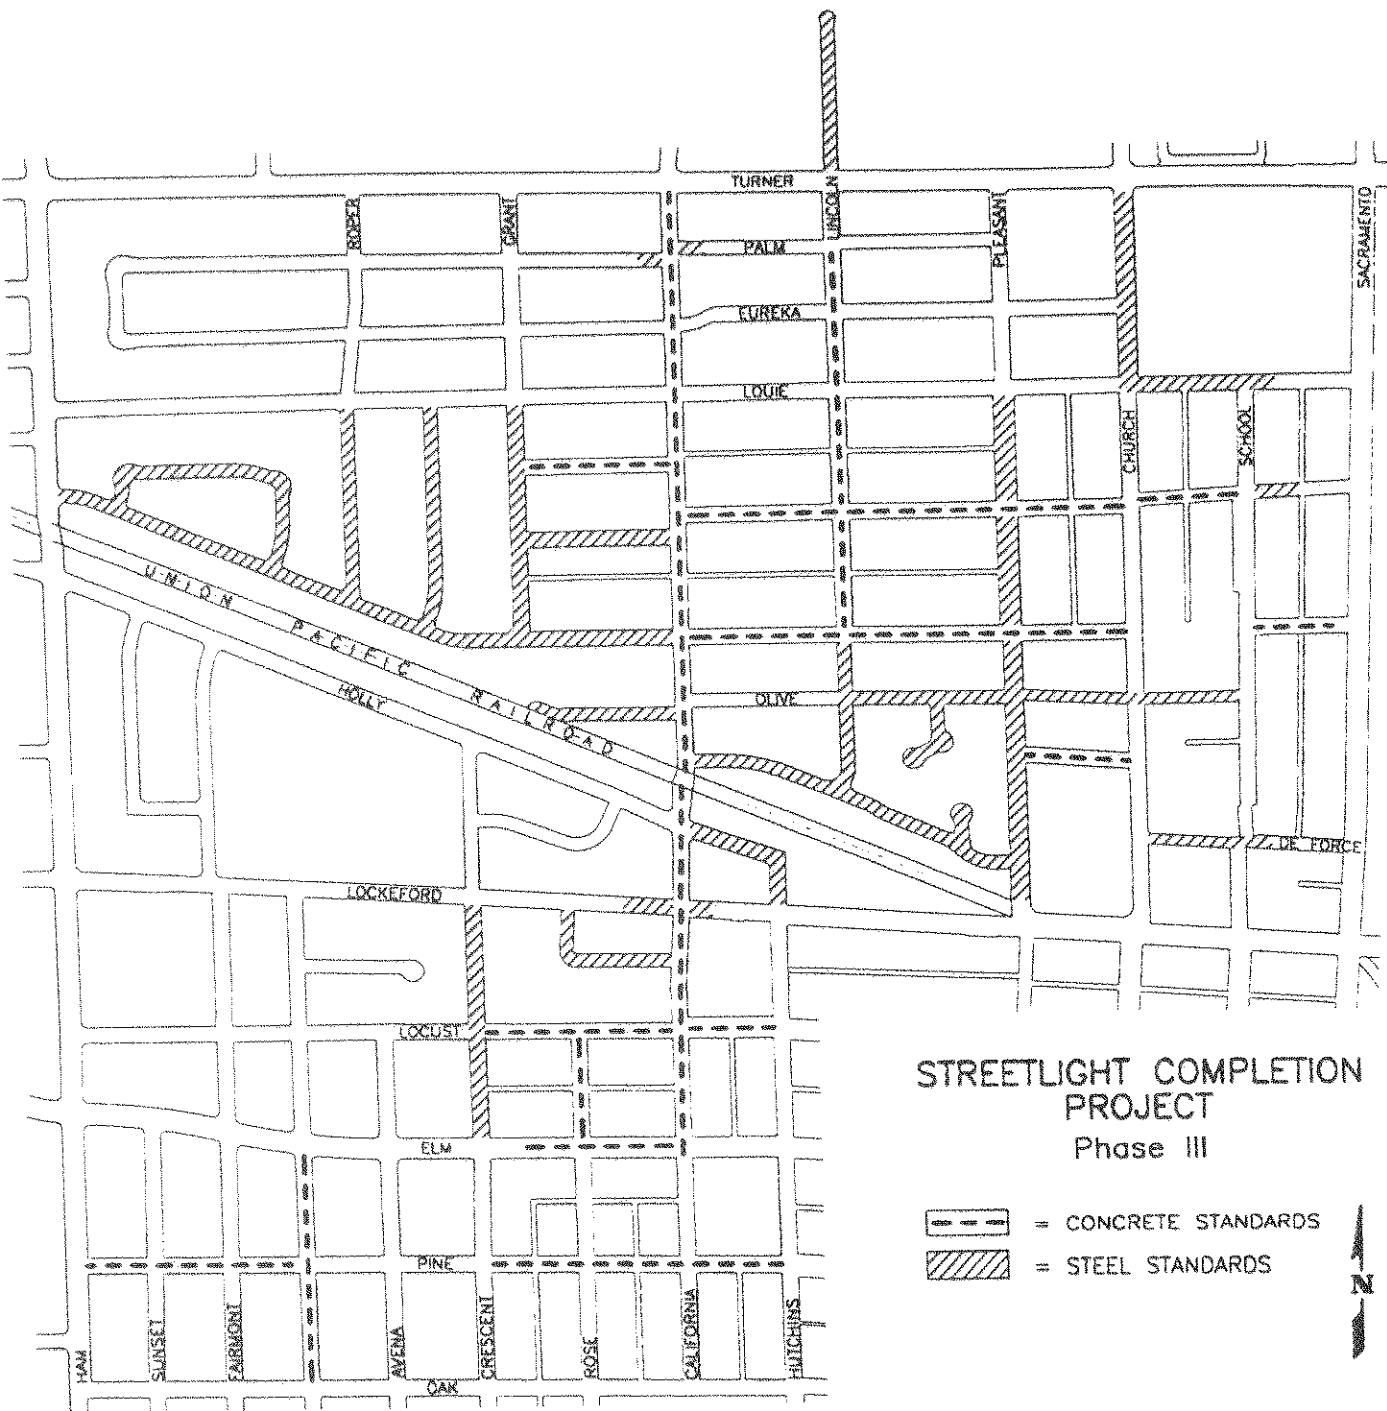 TURNER
LINCOLN
ROPER
GRANT
PALM
PLEASANT
SACRAMENTO
EUREKA
LOUIE
CHURCH
SCHOOL
UNION PACIFIC RAILROAD
HOLLY
OLIVE
DE FORCE
LOCKEFORD
LOCUST
STREETLIGHT COMPLETION
PROJECT
Phase III
ELM
= CONCRETE STANDARDS
= STEEL STANDARDS
N
PINE
HAM
SUNSET
FAIRMONT
AVENA
CRESCENT
ROSE
CALIFORNIA
HUTCHINS
OAK